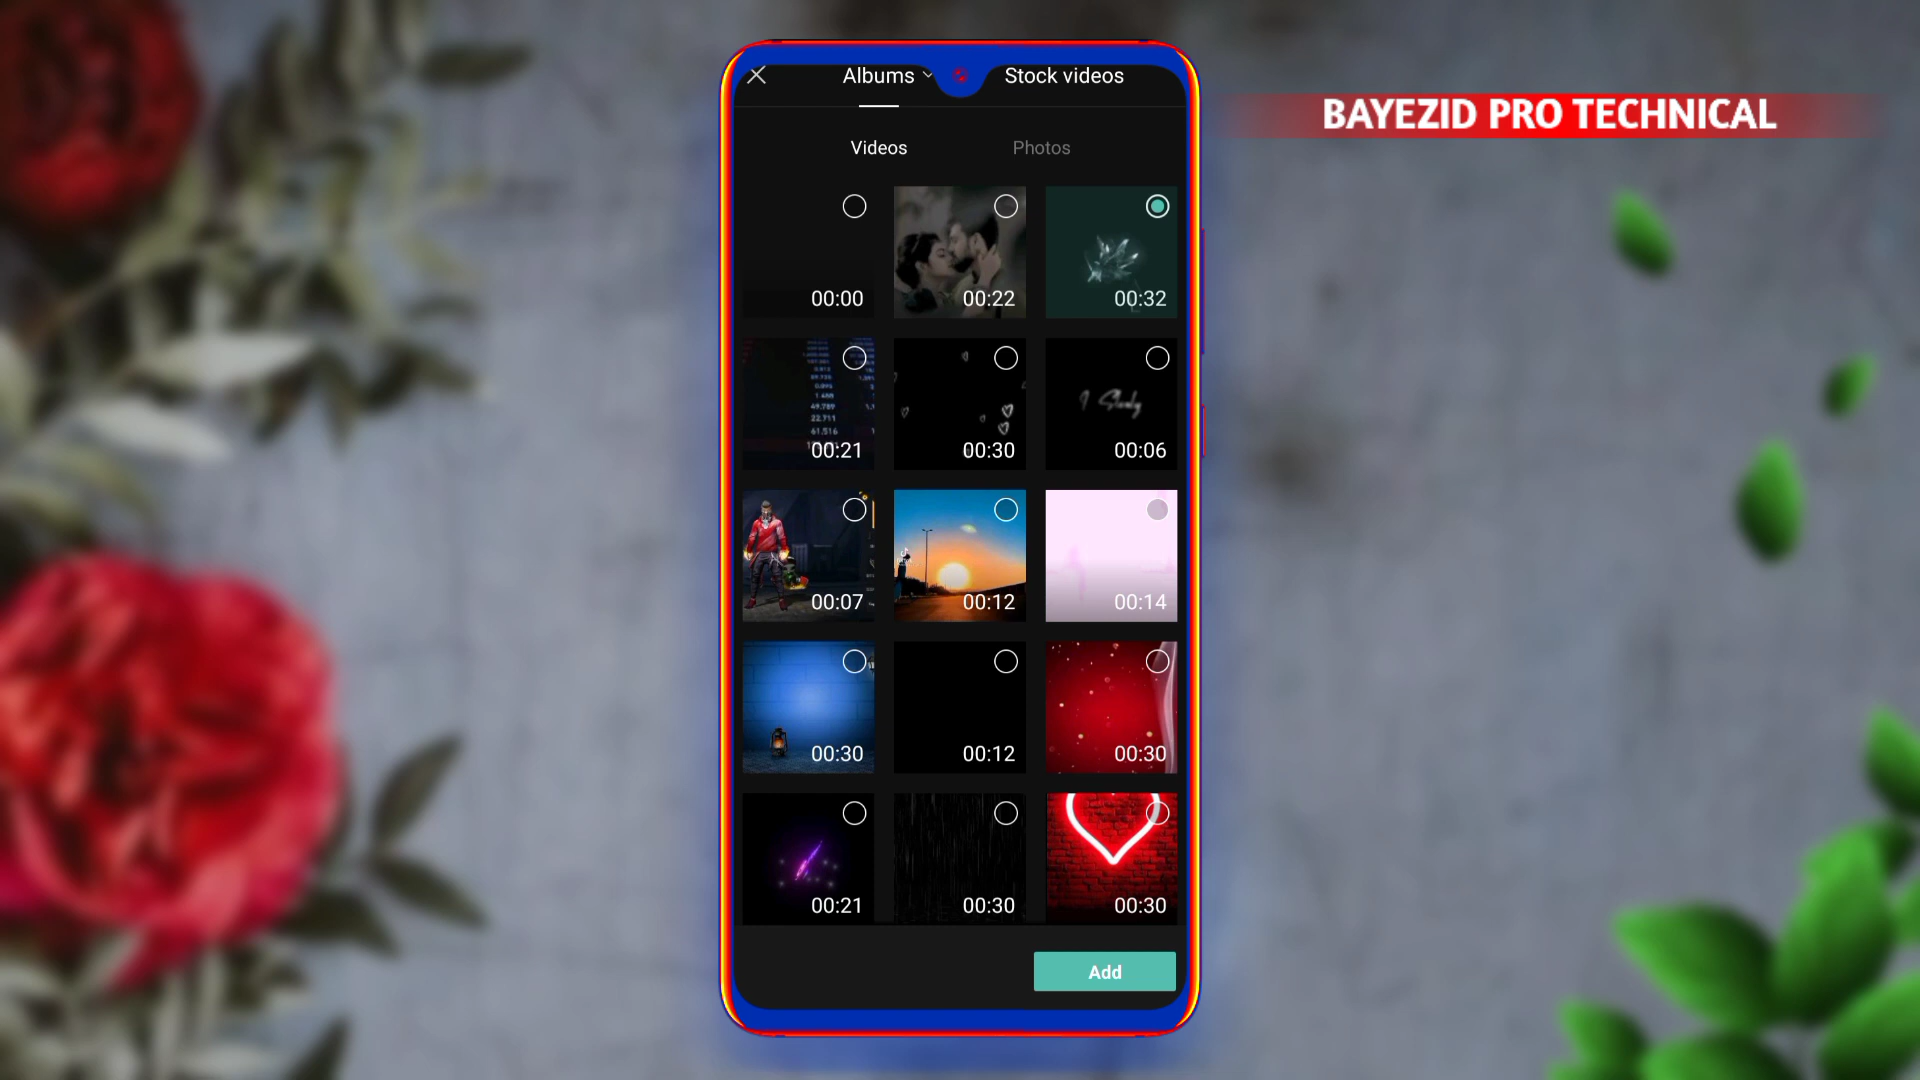 Albums
Stock videos
BAYEZID PRO TECHNICAL
Videos
Photos
00:00
00:22
00:32
00:21
00:30
I Slowly
00:06
00:07
00:12
00:14
00:30
00:12
00:30
00:21
00:30
00:30
Add